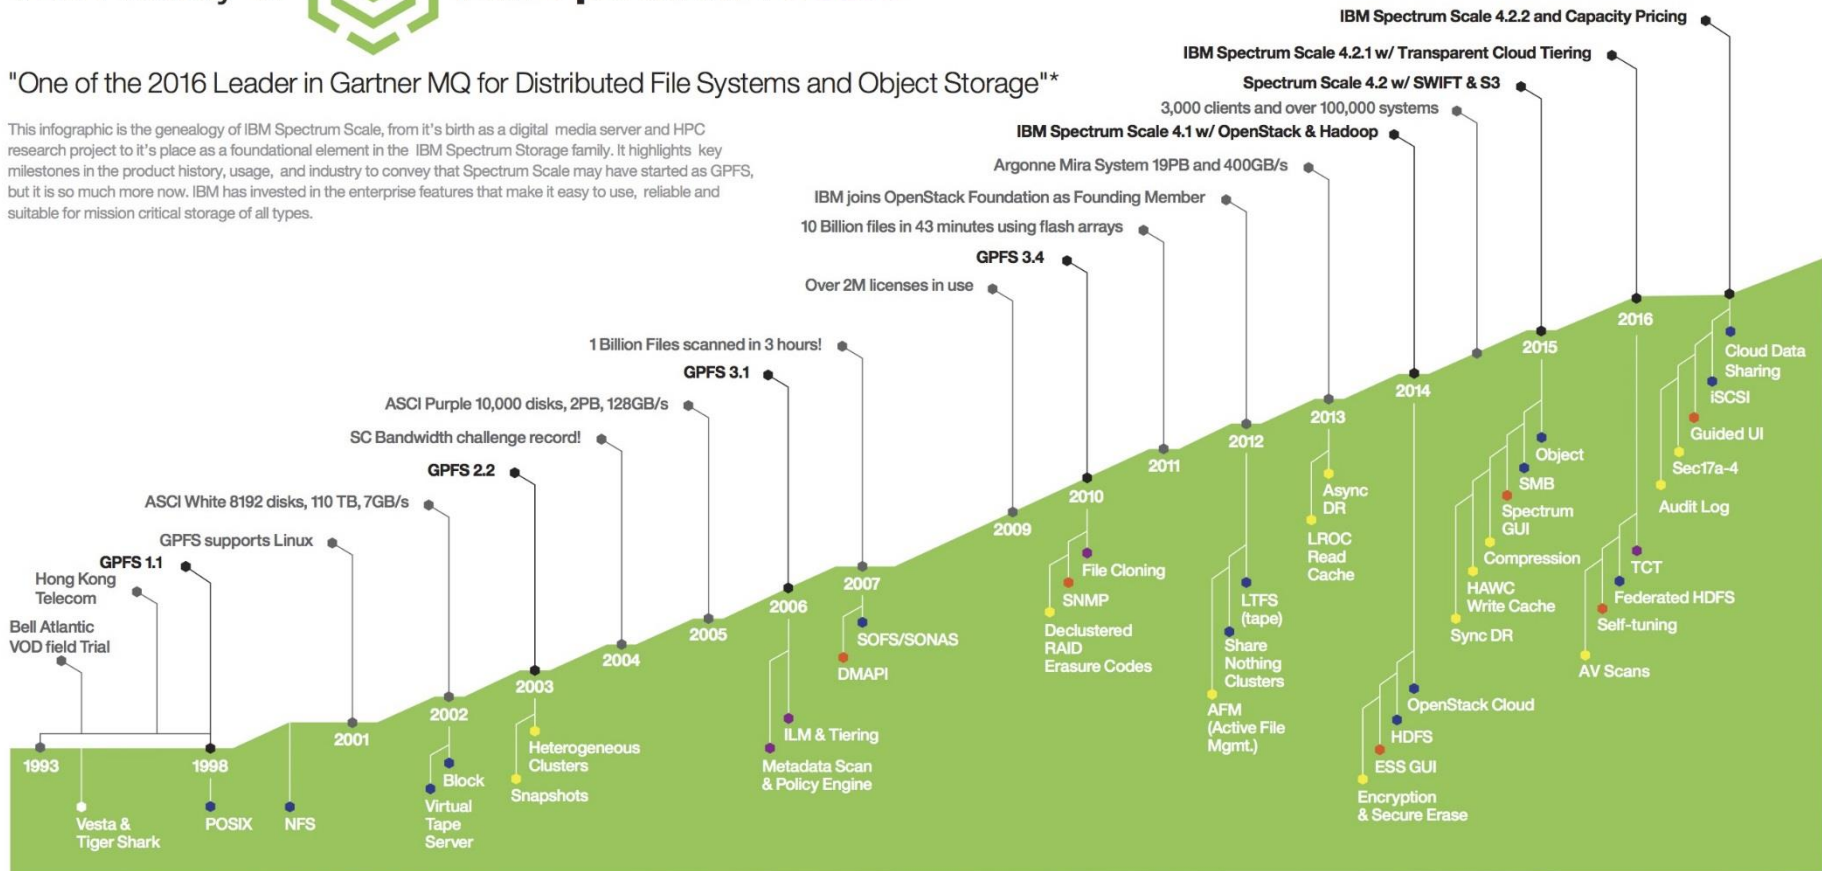 "One of the 2016 Leader in Gartner MQ for Distributed File Systems and Object Storage"*
This infographic is the genealogy of IBM Spectrum Scale, from it's birth as a digital media server and HPC
research project to it's place as a foundational element in the IBM Spectrum Storage family. It highlights key
milestones in the product history, usage, and industry to convey that Spectrum Scale may have started as GPFS,
but it is so much more now. IBM has invested in the enterprise features that make it easy to use, reliable and
suitable for mission critical storage of all types.
IBM Spectrum Scale 4.2.2 and Capacity Pricing
IBM Spectrum Scale 4.2.1 w/ Transparent Cloud Tiering
Spectrum Scale 4.2 w/ SWIFT & S3
3,000 clients and over 100,000 systems
IBM Spectrum Scale 4.1 w/ OpenStack & Hadoop
Argonne Mira System 19PB and 400GB/s
IBM joins OpenStack Foundation as Founding Member
10 Billion files in 43 minutes using flash arrays
GPFS 3.4
Over 2M licenses in use
1 Billion Files scanned in 3 hours!
GPFS 3.1
ASCI Purple 10,000 disks, 2PB, 128GB/s
SC Bandwidth challenge record!
GPFS 2.2
ASCI White 8192 disks, 110 TB, 7GB/s
GPFS supports Linux
GPFS 1.1
Hong Kong
Telecom
Bell Atlantic
VOD field Trial
1993
Vesta &
Tiger Shark
1998
POSIX
NFS
2001
2002
Block
Virtual
Tape
Server
2003
Heterogeneous
Clusters
Snapshots
2004
2005
2006
ILM & Tiering
Metadata Scan
& Policy Engine
2007
SOFS/SONAS
DMAPI
2009
2010
File Cloning
SNMP
Declustered
RAID
Erasure Codes
2011
2012
LTFS
(tape)
Share
Nothing
Clusters
AFM
(Active File
Mgmt.)
2013
Async
DR
LROC
Read
Cache
2014
OpenStack Cloud
HDFS
ESS GUI
Encryption
& Secure Erase
2015
Object
SMB
Spectrum
GUI
Compression
HAWC
Write Cache
Sync DR
2016
TCT
Federated HDFS
Self-tuning
AV Scans
Cloud Data
Sharing
iSCSI
Guided UI
Sec17a-4
Audit Log